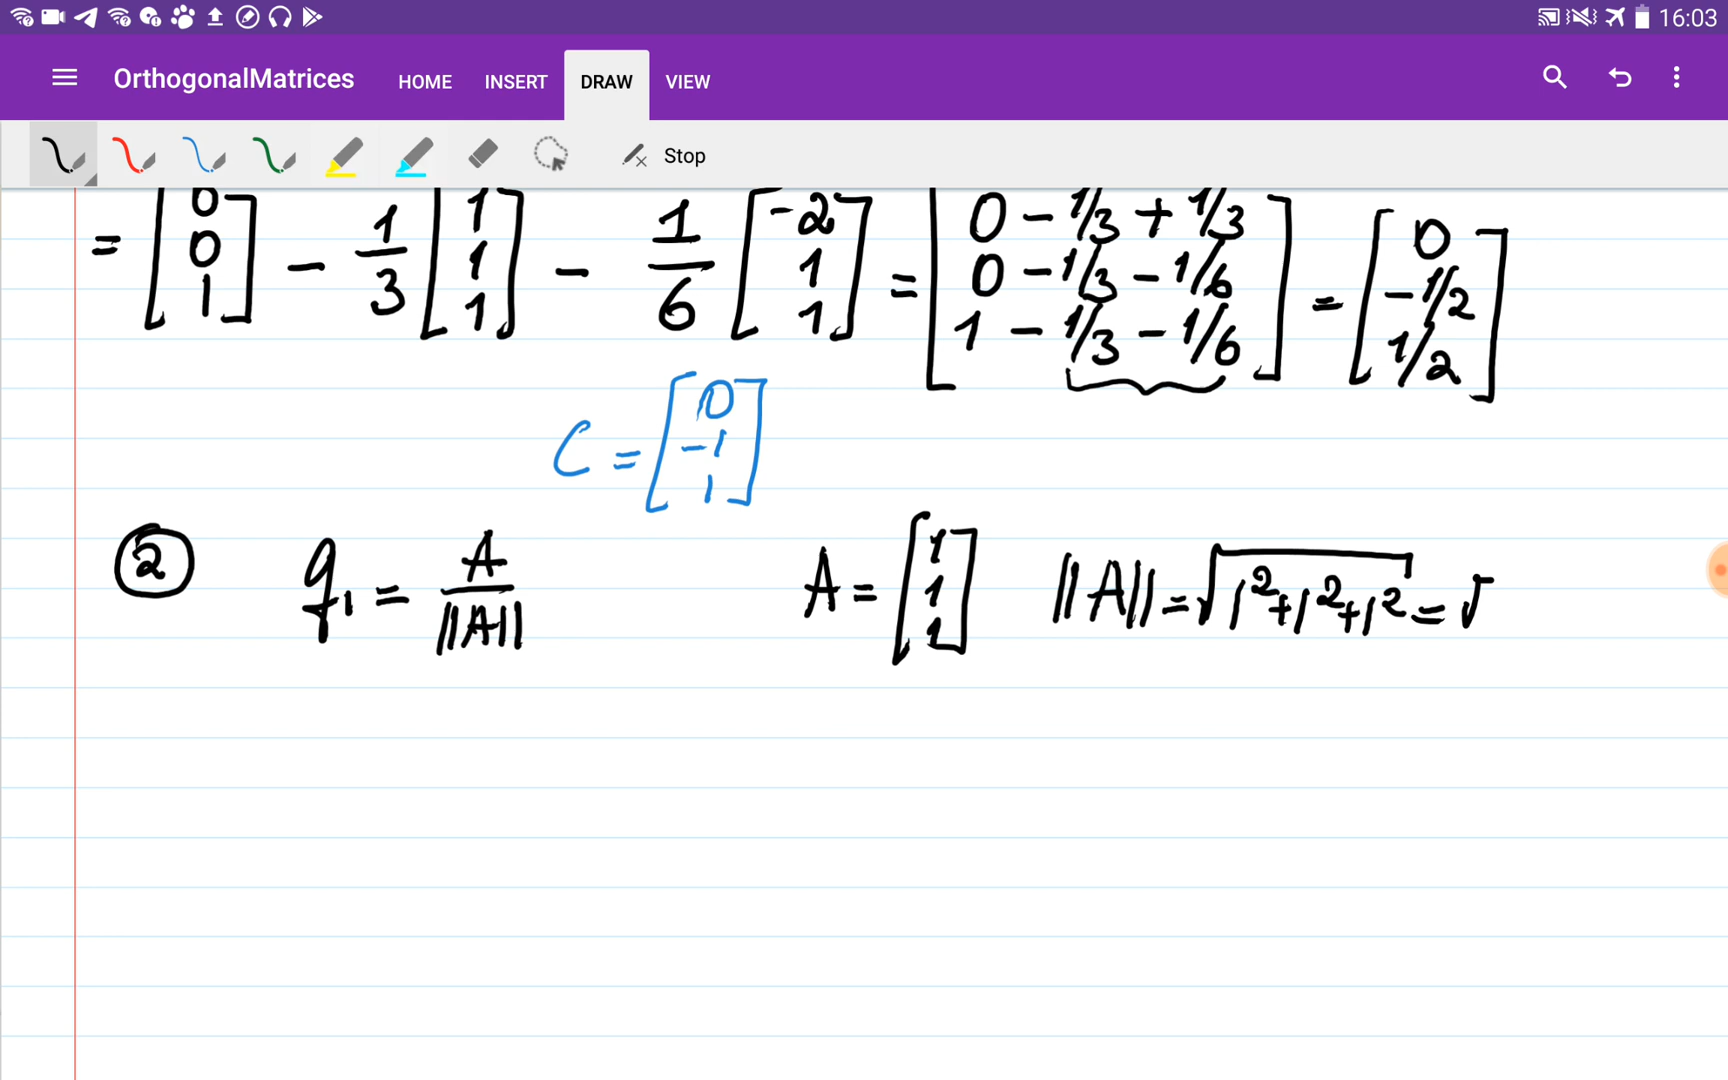 16:03
OrthogonalMatrices HOME INSERT DRAW VIEW
Stop
= [0 0 1] - 1/3 [1 1 1] - 1/6 [-2 1 1] = [0 - 1/3 + 1/3
0 - 1/3 - 1/6
1 - 1/3 - 1/6] = [0 -1/2 1/2]
C = [0 -1 1]
② q₁ = A/||A|| A = [1 1 1] ||A|| = √(1²+1²+1²) = √